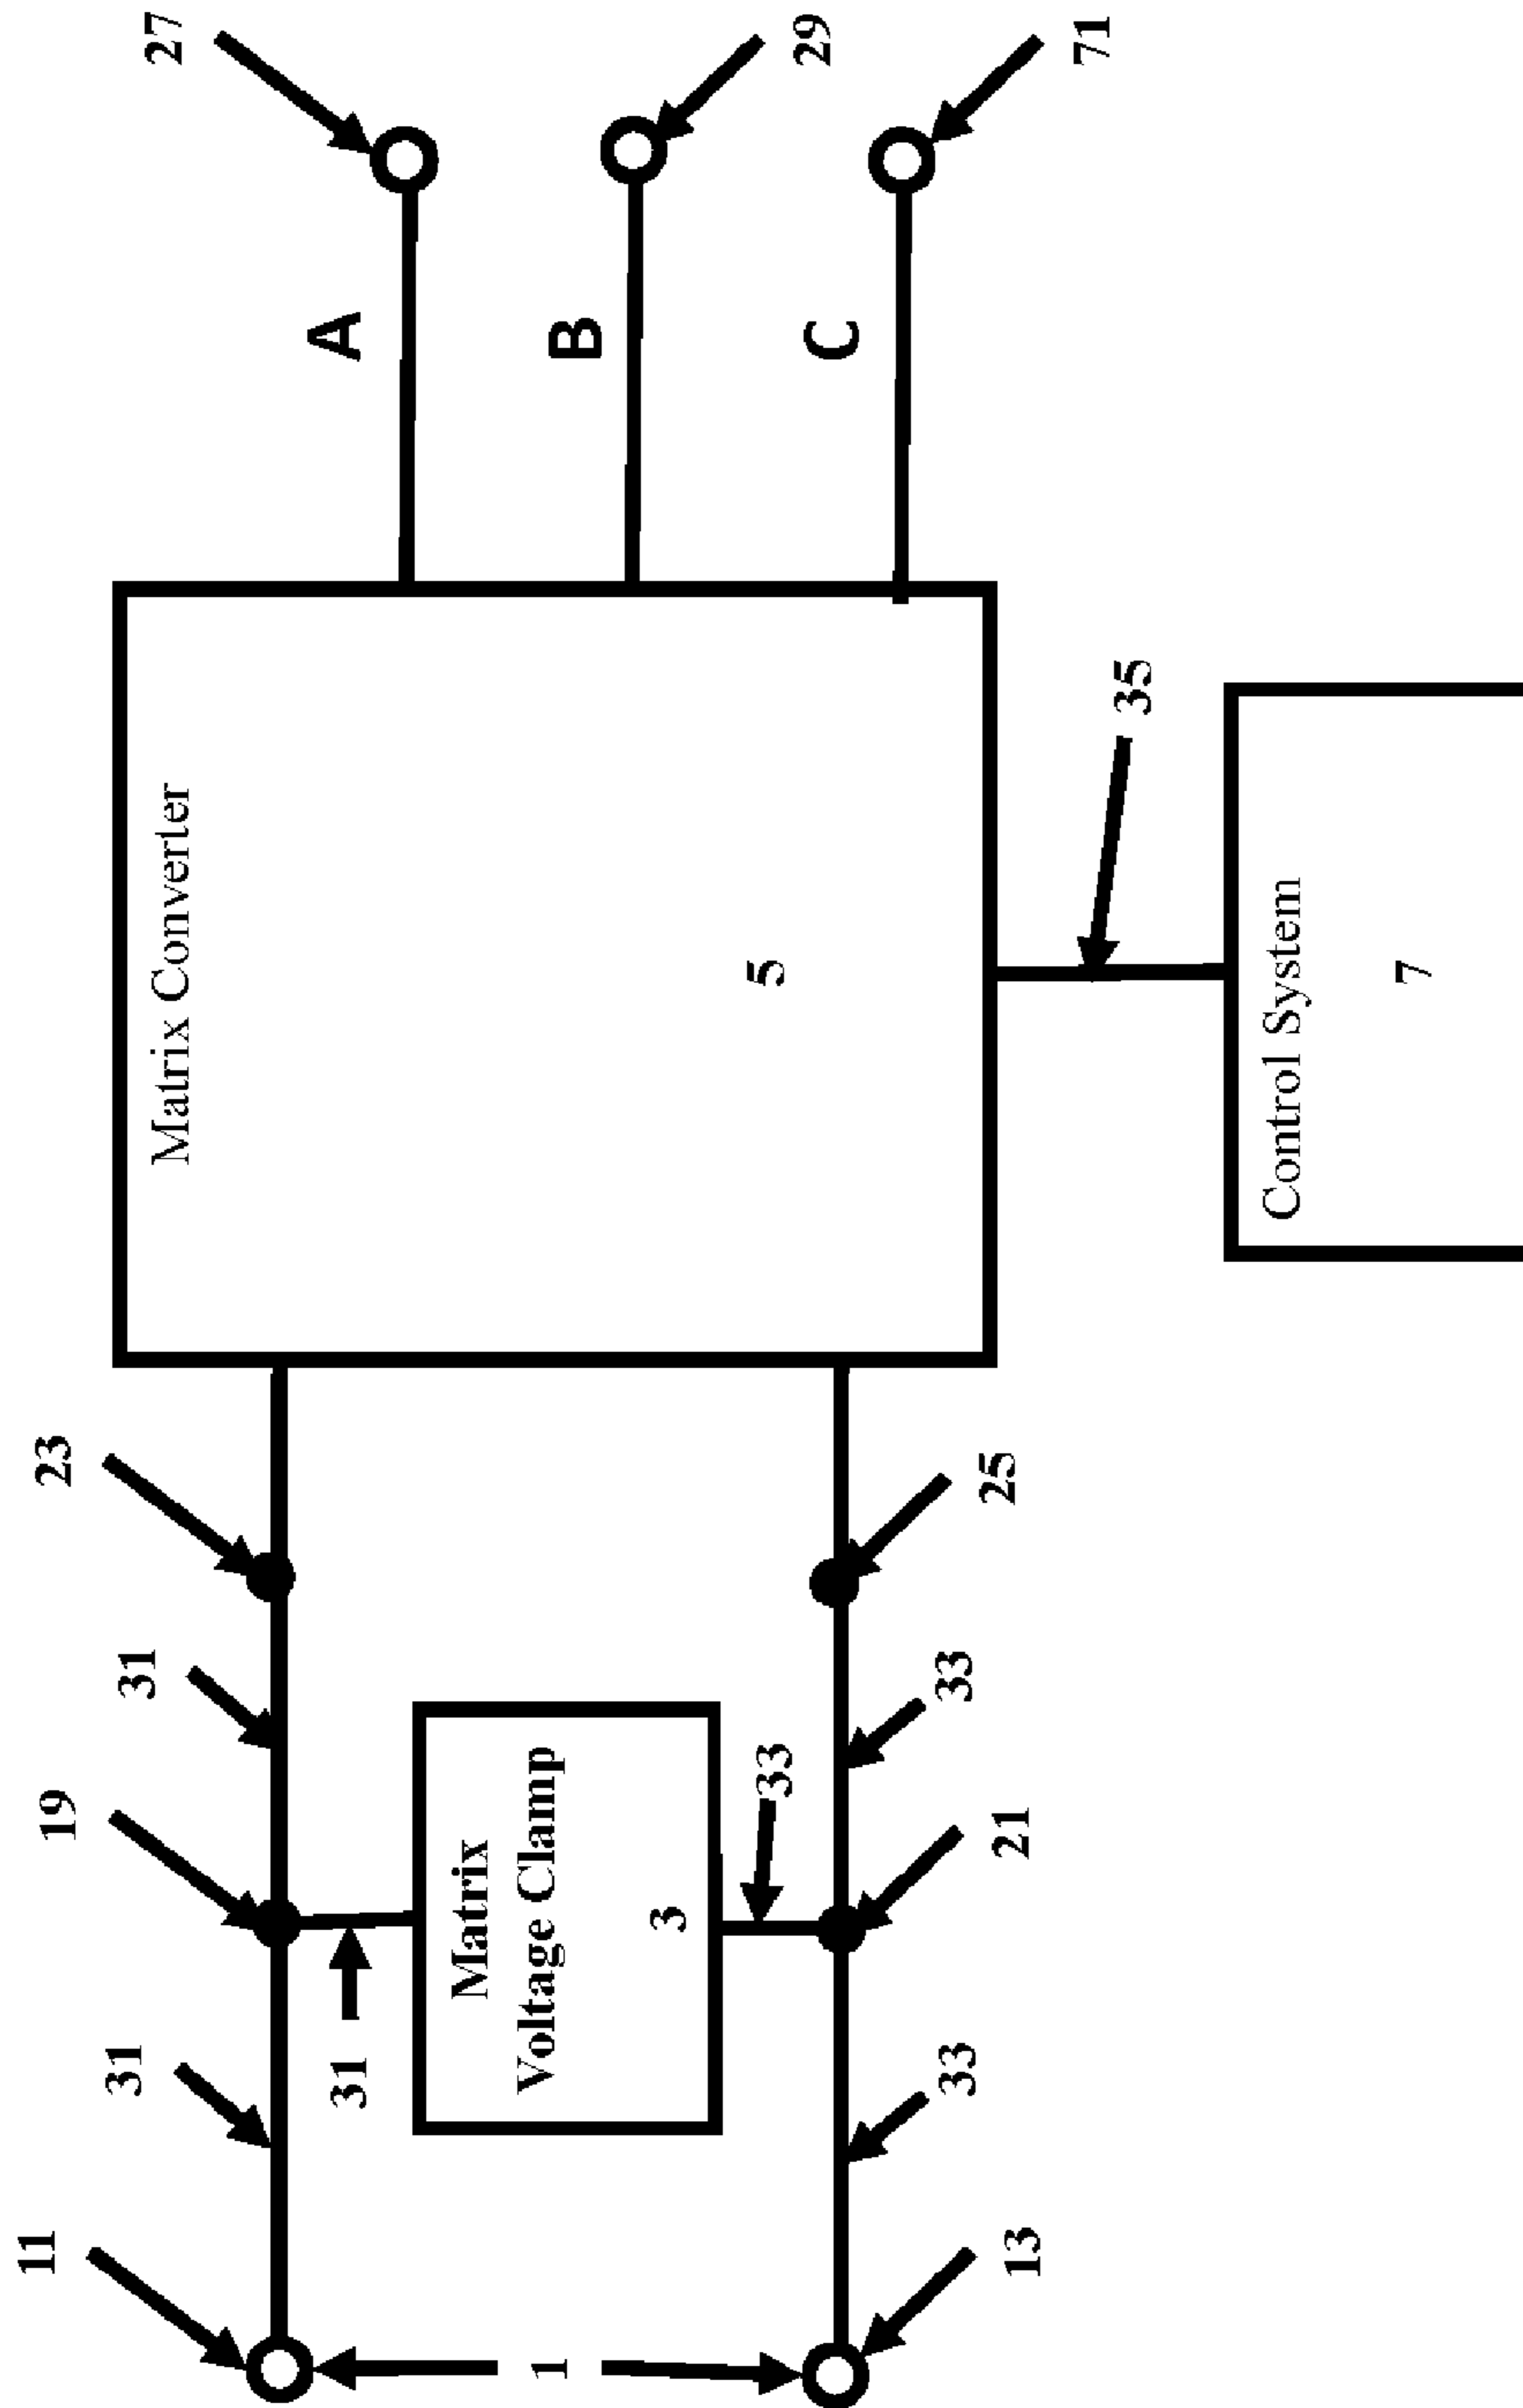 11
31
19
31
23
27
Matrix Converter
A
31
Matrix
Voltage Clamp
1
3
B
33
5
29
C
13
33
21
33
25
35
71
Control System
7